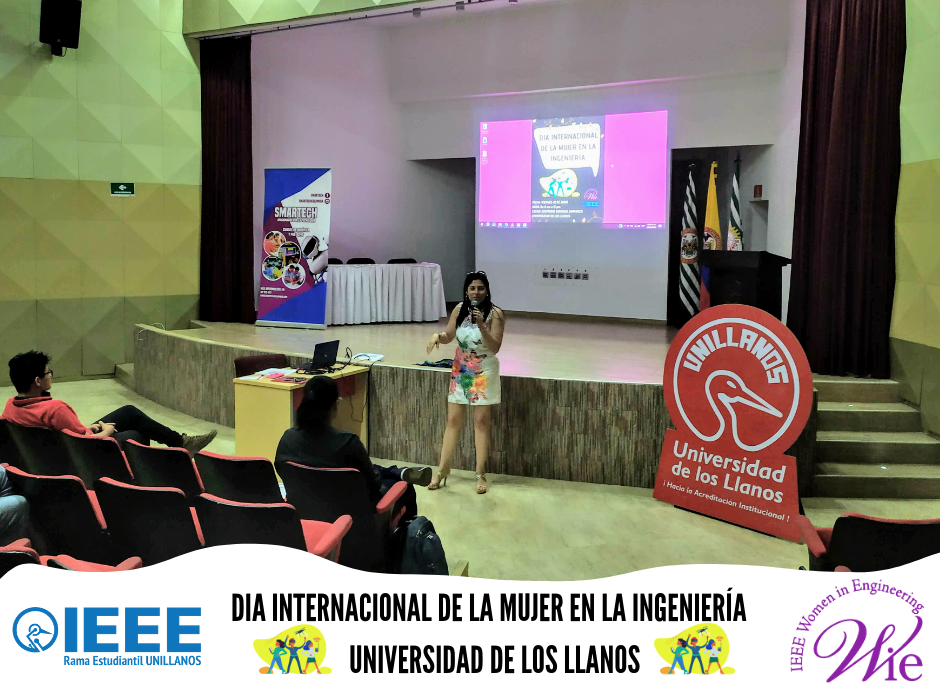 SMARTECH
DIA INTERNACIONAL
DE LA MUJER EN LA
INGENIERÍA
Wie
UNILLANOS
Universidad
de los Llanos
¡ Hacia la Acreditación Institucional !
IEEE
Rama Estudiantil UNILLANOS
DIA INTERNACIONAL DE LA MUJER EN LA INGENIERÍA
UNIVERSIDAD DE LOS LLANOS
IEEE Women in Engineering
Wie